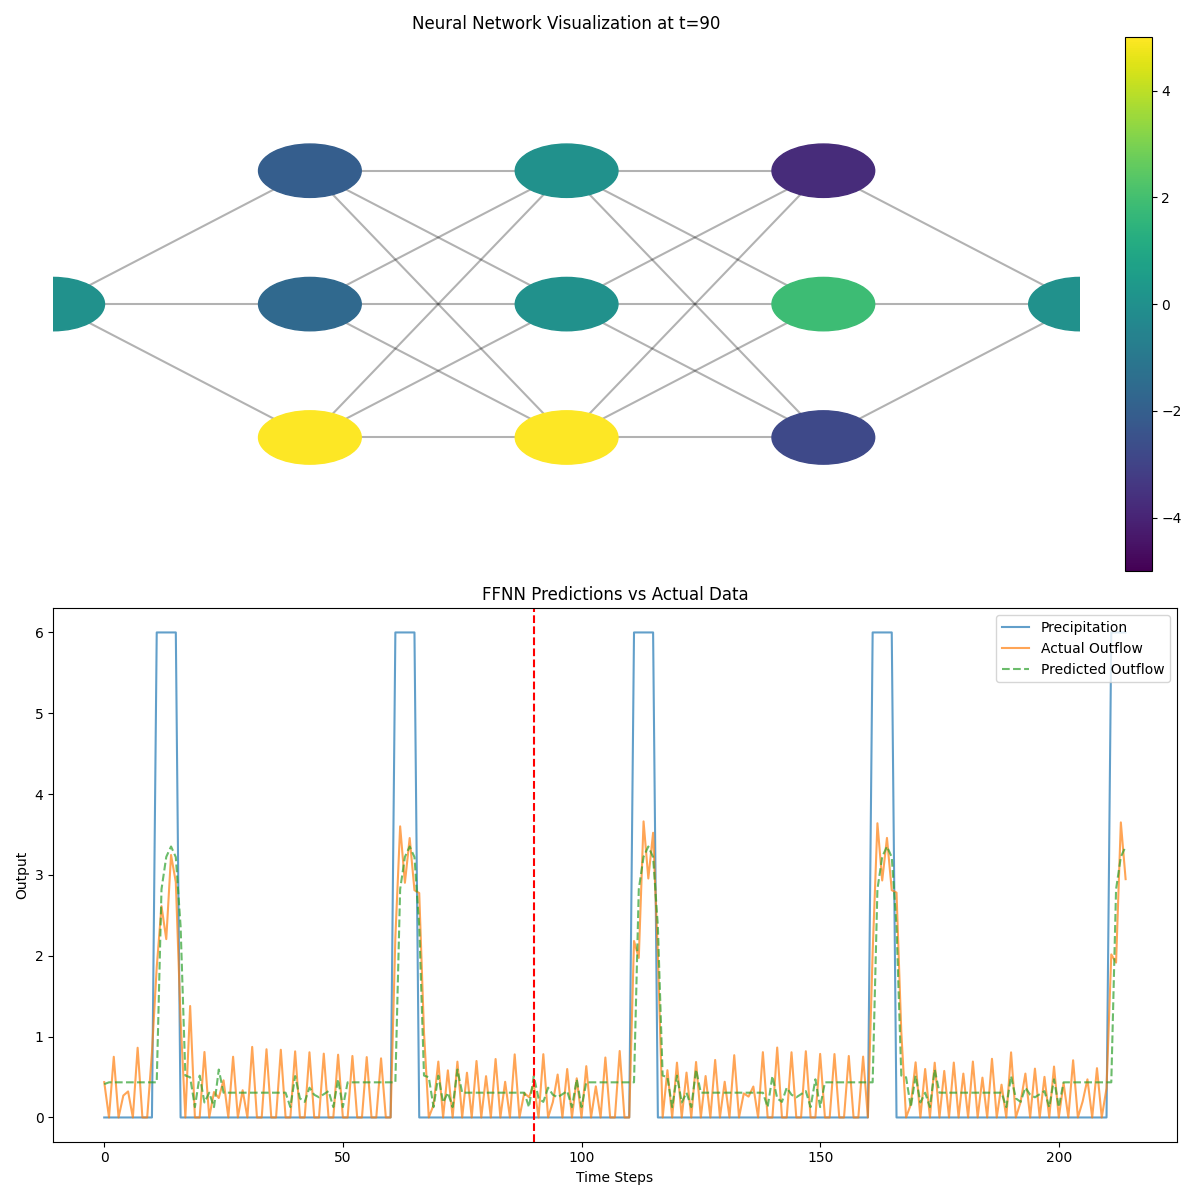 Neural Network Visualization at t=90
4
2
0
−2
−4
FFNN Predictions vs Actual Data
Precipitation
Actual Outflow
Predicted Outflow
6
5
4
3
2
1
0
Output
0 50 100 150 200
Time Steps